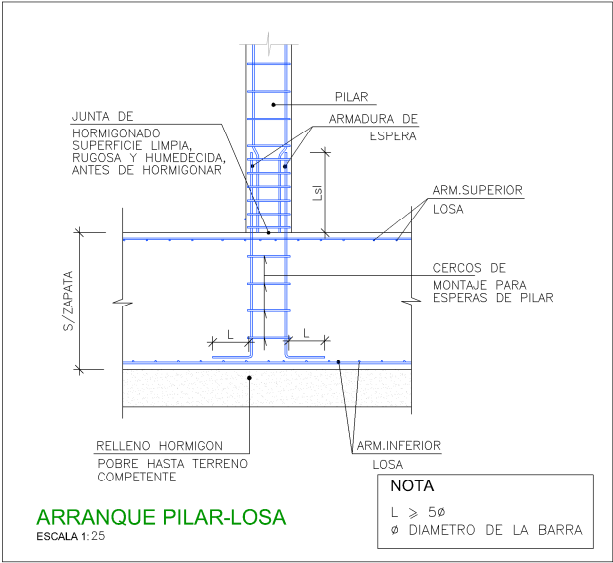 PILAR
JUNTA DE
HORMIGONADO
SUPERFICIE LIMPIA,
RUGOSA Y HUMEDECIDA,
ANTES DE HORMIGONAR
ARMADURA DE
ESPERA
Lsl
ARM.SUPERIOR
LOSA
S/ZAPATA
CERCOS DE
MONTAJE PARA
ESPERAS DE PILAR
L
L
RELLENO HORMIGON
POBRE HASTA TERRENO
COMPETENTE
ARM.INFERIOR
LOSA
ARRANQUE PILAR-LOSA
ESCALA 1:25
NOTA
L ⩾ 5ø
ø DIAMETRO DE LA BARRA